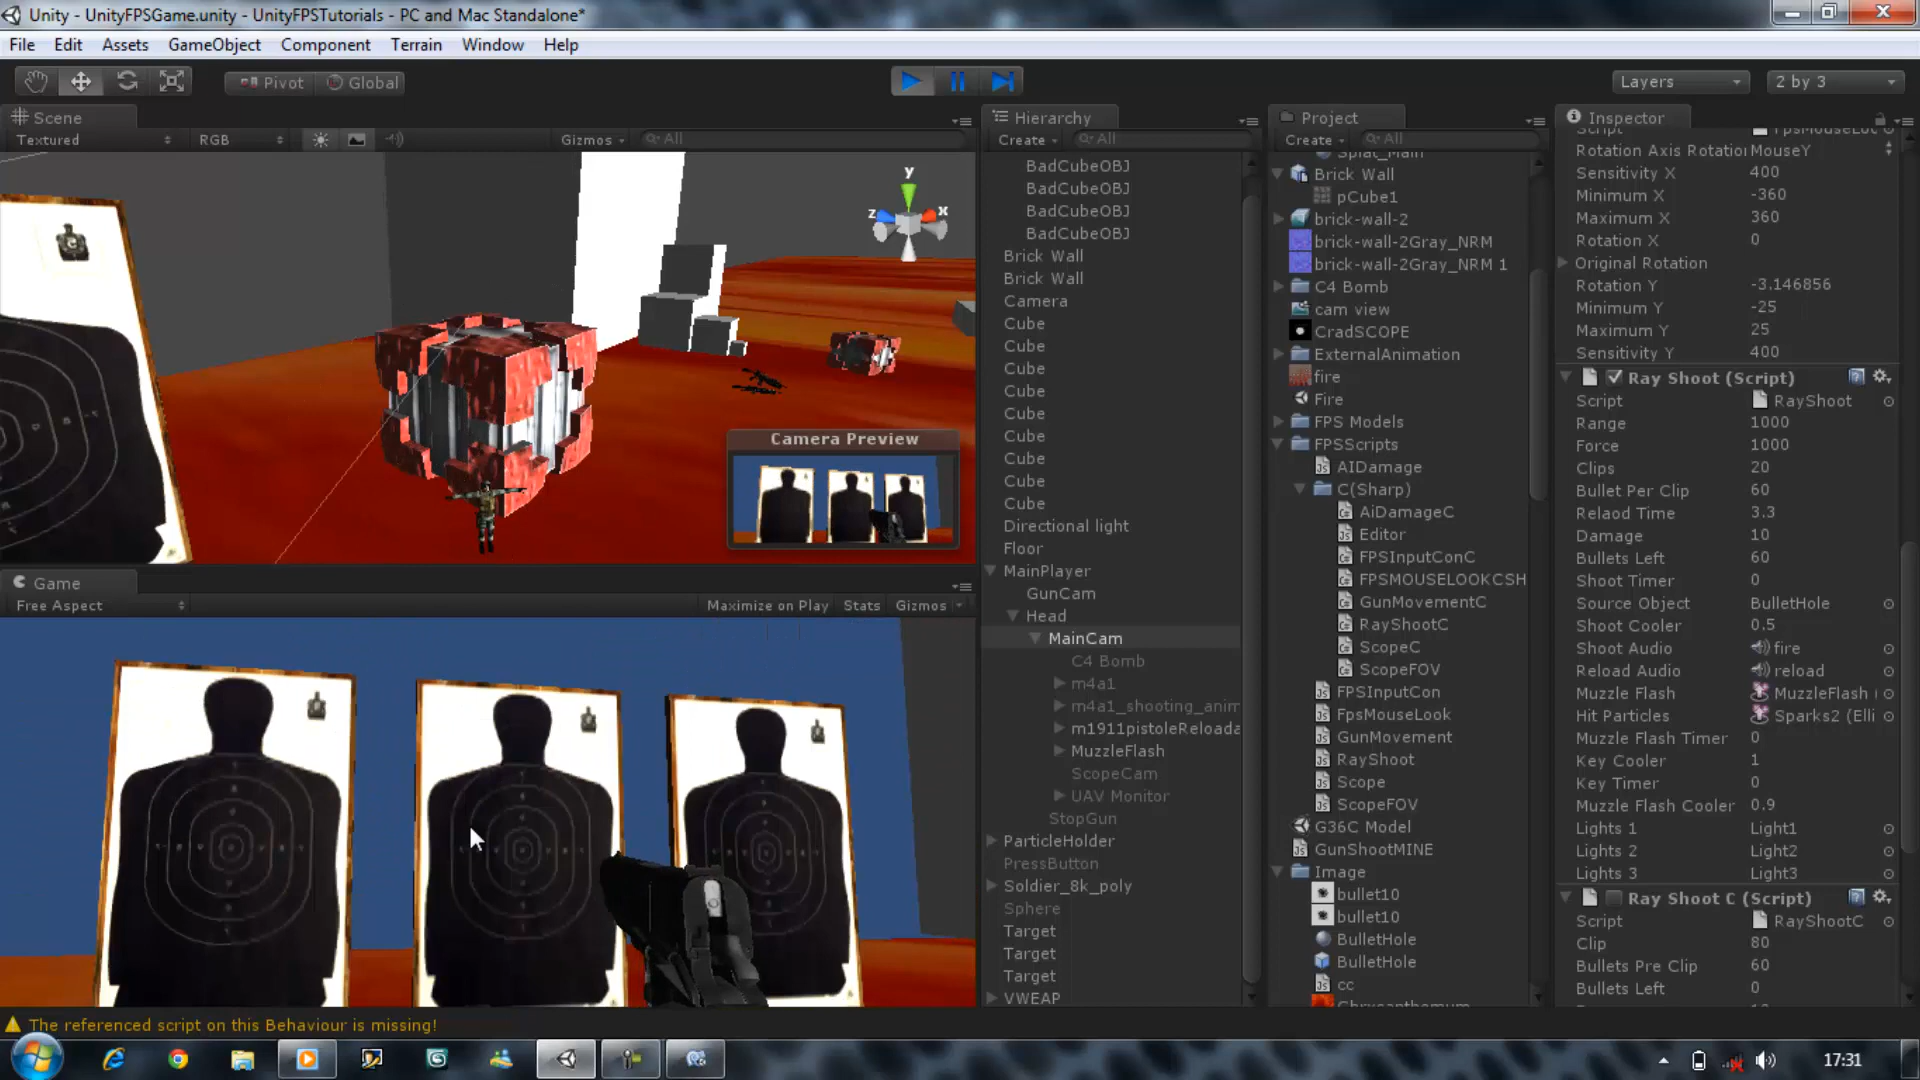 Unity - UnityFPSGame.unity - UnityFPSTutorials - PC and Mac Standalone*
File Edit Assets GameObject Component Terrain Window Help
Pivot Global
Layers
2 by 3
Scene
Textured RGB Gizmos All
y
z x
Camera Preview
Game
Free Aspect
Maximize on Play Stats Gizmos
Hierarchy
Create All
BadCubeOBJ
BadCubeOBJ
BadCubeOBJ
BadCubeOBJ
Brick Wall
Brick Wall
Camera
Cube
Cube
Cube
Cube
Cube
Cube
Cube
Cube
Cube
Directional light
Floor
MainPlayer
GunCam
Head
MainCam
C4 Bomb
m4a1
m4a1_shooting_anim
m1911pistoleReloada
MuzzleFlash
ScopeCam
UAV Monitor
StopGun
ParticleHolder
PressButton
Soldier_8k_poly
Sphere
Target
Target
Target
VWEAP
Project
Create All
Splat_Main
Brick Wall
pCube1
brick-wall-2
brick-wall-2Gray_NRM
brick-wall-2Gray_NRM 1
C4 Bomb
cam view
CradSCOPE
ExternalAnimation
fire
Fire
FPS Models
FPSScripts
AIDamage
C(Sharp)
AiDamageC
Editor
FPSInputConC
FPSMOUSELOOKCSH
GunMovementC
RayShootC
ScopeC
ScopeFOV
FPSInputCon
FpsMouseLook
GunMovement
RayShoot
Scope
ScopeFOV
G36C Model
GunShootMINE
Image
bullet10
bullet10
BulletHole
BulletHole
cc
Chrysanthemum
Inspector
Script FpsMouseLoo
Rotation Axis Rotatio MouseY
Sensitivity X 400
Minimum X -360
Maximum X 360
Rotation X 0
Original Rotation
Rotation Y -3.146856
Minimum Y -25
Maximum Y 25
Sensitivity Y 400
Ray Shoot (Script)
Script RayShoot
Range 1000
Force 1000
Clips 20
Bullet Per Clip 60
Relaod Time 3.3
Damage 10
Bullets Left 60
Shoot Timer 0
Source Object BulletHole
Shoot Cooler 0.5
Shoot Audio fire
Reload Audio reload
Muzzle Flash MuzzleFlash (
Hit Particles Sparks2 (Elli
Muzzle Flash Timer 0
Key Cooler 1
Key Timer 0
Muzzle Flash Cooler 0.9
Lights 1 Light1
Lights 2 Light2
Lights 3 Light3
Ray Shoot C (Script)
Script RayShootC
Clip 80
Bullets Pre Clip 60
Bullets Left 0
The referenced script on this Behaviour is missing!
17:31